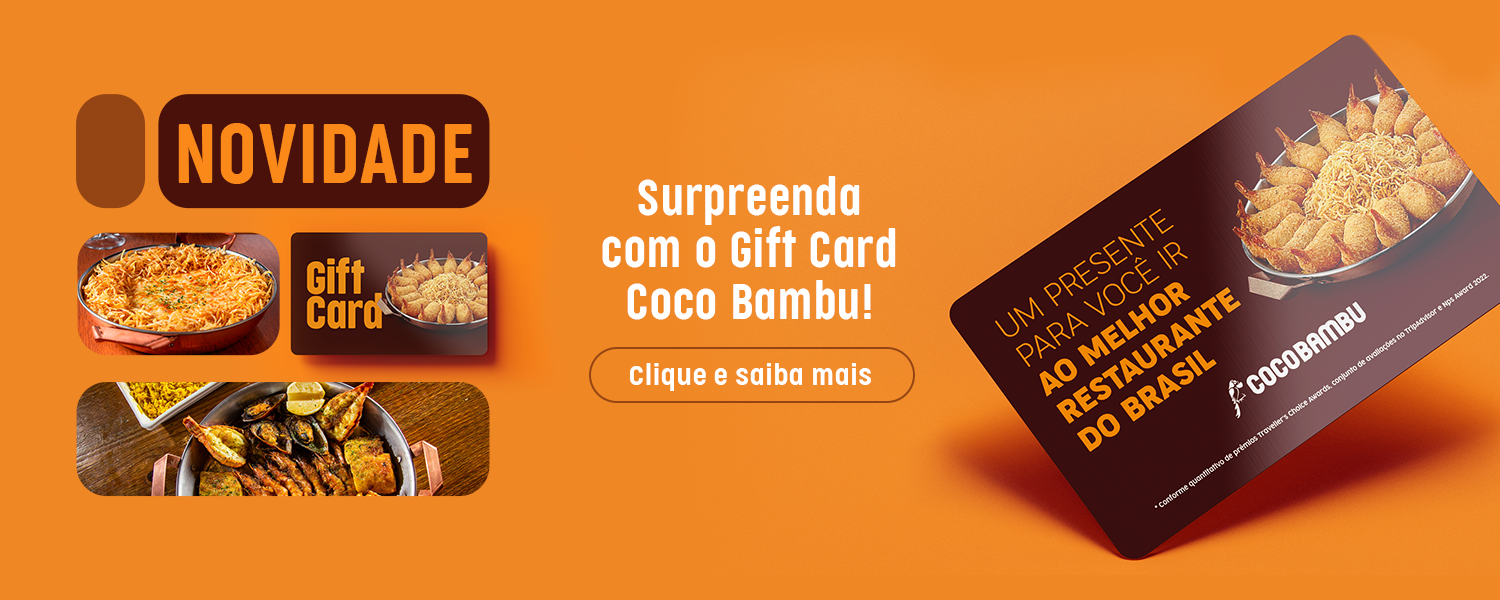 NOVIDADE
Gift
Card
Surpreenda
com o Gift Card
Coco Bambu!
Clique e saiba mais
UM PRESENTE
PARA VOCÊ IR
AO MELHOR
RESTAURANTE
DO BRASIL
COCOBAMBU
* Conforme quantitativo de prêmios Traveller's Choice Awards, conjunto de avaliações no TripAdvisor e Nps Award 2022.